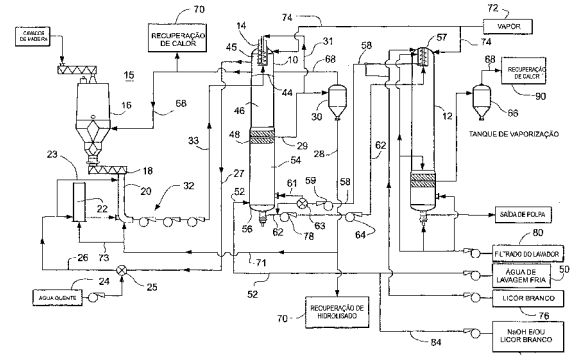 CAVACOS
DE MADEIRA
70
RECUPERAÇÃO
DE CALOR
15
16
68
33
23
18
20
22
32
27
26
73
24
25
ÁGUA QUENTE
14
45
10
31
44
68
46
48
29
30
54
28
52
56
62
61
59
58
63
78
64
71
52
70
RECUPERAÇÃO DE
HIDROLISADO
74
58
57
74
72
VAPOR
62
12
68
RECUPERAÇÃO
DE CALOR
90
66
TANQUE DE VAPORIZAÇÃO
SAÍDA DE POLPA
80
FILTRADO DO LAVADOR
ÁGUA DE
LAVAGEM FRIA
50
LICOR BRANCO
76
NaOH E/OU
LICOR BRANCO
84